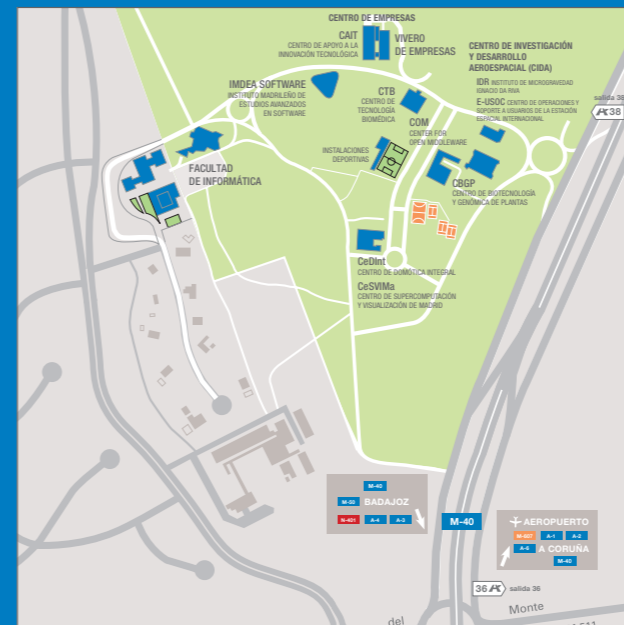 CENTRO DE EMPRESAS
CAIT
CENTRO DE APOYO A LA
INNOVACIÓN TECNOLÓGICA
VIVERO
DE EMPRESAS
CENTRO DE INVESTIGACIÓN
Y DESARROLLO
AEROESPACIAL (CIDA)
IDR INSTITUTO DE MICROGRAVEDAD
IGNACIO DA RIVA
E-USOC CENTRO DE OPERACIONES Y
SOPORTE A USUARIOS DE LA ESTACIÓN
ESPACIAL INTERNACIONAL
salida 38
38
IMDEA SOFTWARE
INSTITUTO MADRILEÑO DE
ESTUDIOS AVANZADOS
EN SOFTWARE
CTB
CENTRO DE
TECNOLOGÍA
BIOMÉDICA
COM
CENTER FOR
OPEN MIDDLEWARE
INSTALACIONES
DEPORTIVAS
FACULTAD
DE INFORMÁTICA
CBGP
CENTRO DE BIOTECNOLOGÍA
Y GENÓMICA DE PLANTAS
CeDInt
CENTRO DE DOMÓTICA INTEGRAL
CeSViMa
CENTRO DE SUPERCOMPUTACIÓN
Y VISUALIZACIÓN DE MADRID
M-40
M-50 BADAJOZ
N-401 A-4 A-3
M-40
AEROPUERTO
M-607 A-1 A-2
A-6 A CORUÑA
M-40
36 salida 36
del
Monte
511